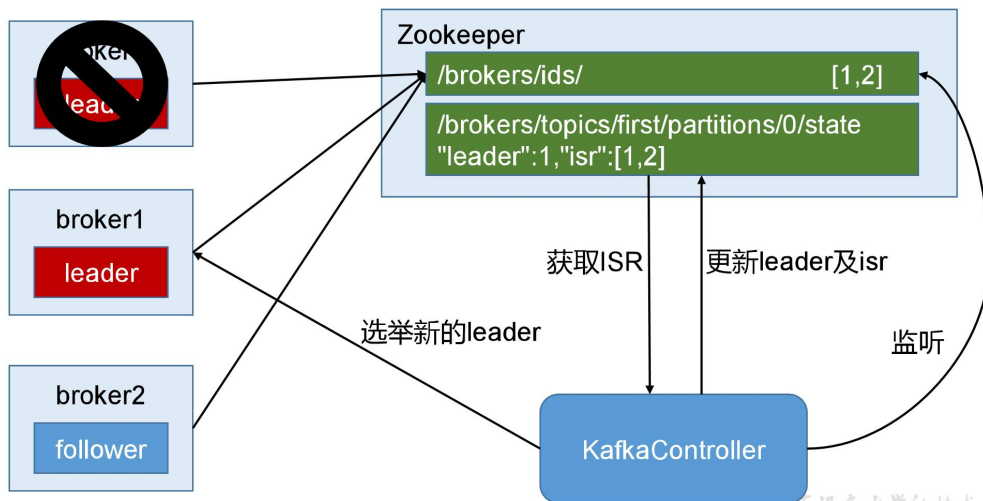 Zookeeper
/brokers/ids/ [1,2]
/brokers/topics/first/partitions/0/state
"leader":1,"isr":[1,2]
broker1
leader
获取ISR
更新leader及isr
选举新的leader
监听
broker2
follower
KafkaController